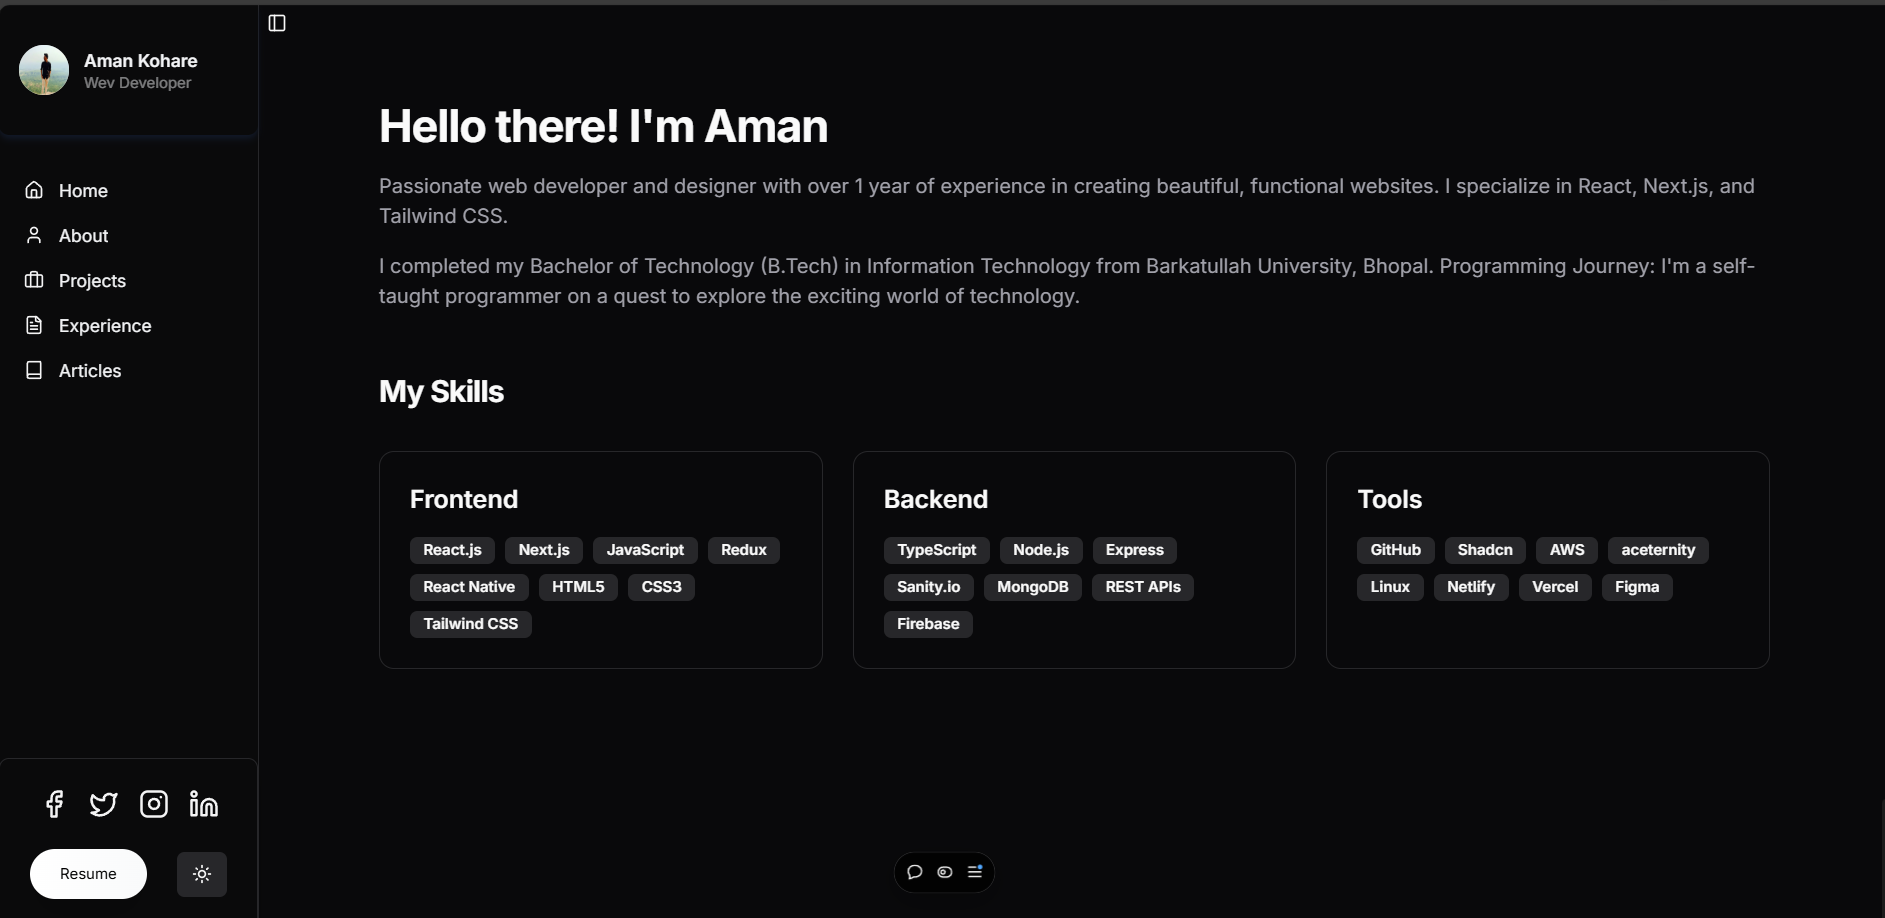 Aman Kohare
Wev Developer
Home
About
Projects
Experience
Articles
Resume
Hello there! I'm Aman
Passionate web developer and designer with over 1 year of experience in creating beautiful, functional websites. I specialize in React, Next.js, and
Tailwind CSS.
I completed my Bachelor of Technology (B.Tech) in Information Technology from Barkatullah University, Bhopal. Programming Journey: I'm a self-
taught programmer on a quest to explore the exciting world of technology.
My Skills
Frontend
React.js Next.js JavaScript Redux
React Native HTML5 CSS3
Tailwind CSS
Backend
TypeScript Node.js Express
Sanity.io MongoDB REST APIs
Firebase
Tools
GitHub Shadcn AWS aceternity
Linux Netlify Vercel Figma